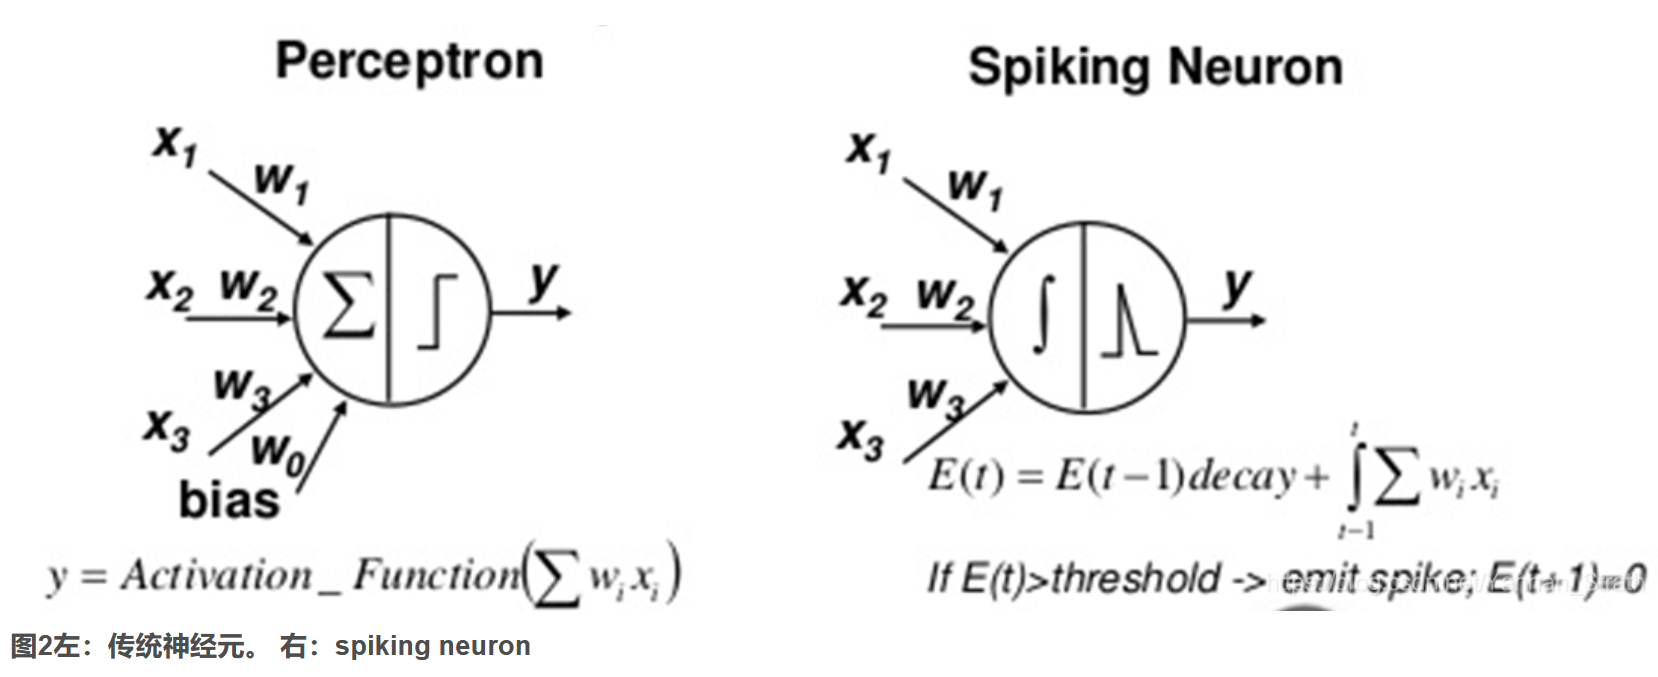 Perceptron
x1
w1
x2 w2
y
w3
x3
w0
bias
∑
y = Activation_Function(∑ wixi)
Spiking Neuron
x1
w1
x2 w2
y
w3
x3
∫
E(t) = E(t−1)decay + ∫t−1t ∑ wixi
If E(t)>threshold -> emit spike; E(t+1)=0
图2左：传统神经元。 右：spiking neuron